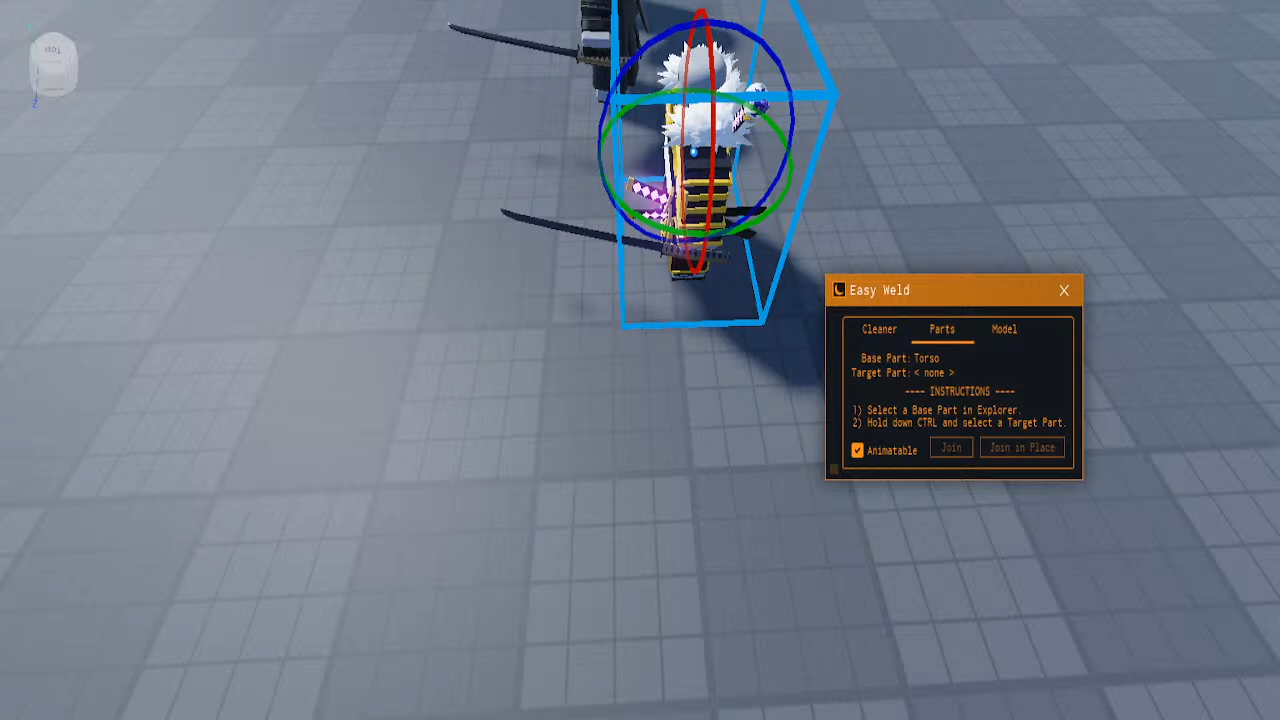 TOP
Z
Easy Weld
X
Cleaner Parts Model
Base Part: Torso
Target Part: < none >
---- INSTRUCTIONS ----
1) Select a Base Part in Explorer.
2) Hold down CTRL and select a Target Part.
Animatable Join Join in Place